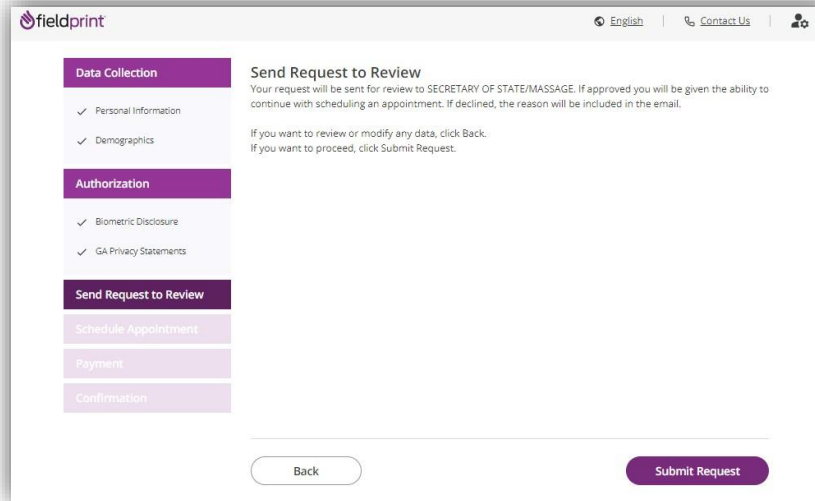 fieldprint
English
Contact Us
Data Collection
Personal Information
Demographics
Authorization
Biometric Disclosure
GA Privacy Statements
Send Request to Review
Schedule Appointment
Payment
Confirmation
Send Request to Review
Your request will be sent for review to SECRETARY OF STATE/MASSAGE. If approved you will be given the ability to
continue with scheduling an appointment. If declined, the reason will be included in the email.
If you want to review or modify any data, click Back.
If you want to proceed, click Submit Request.
Back
Submit Request